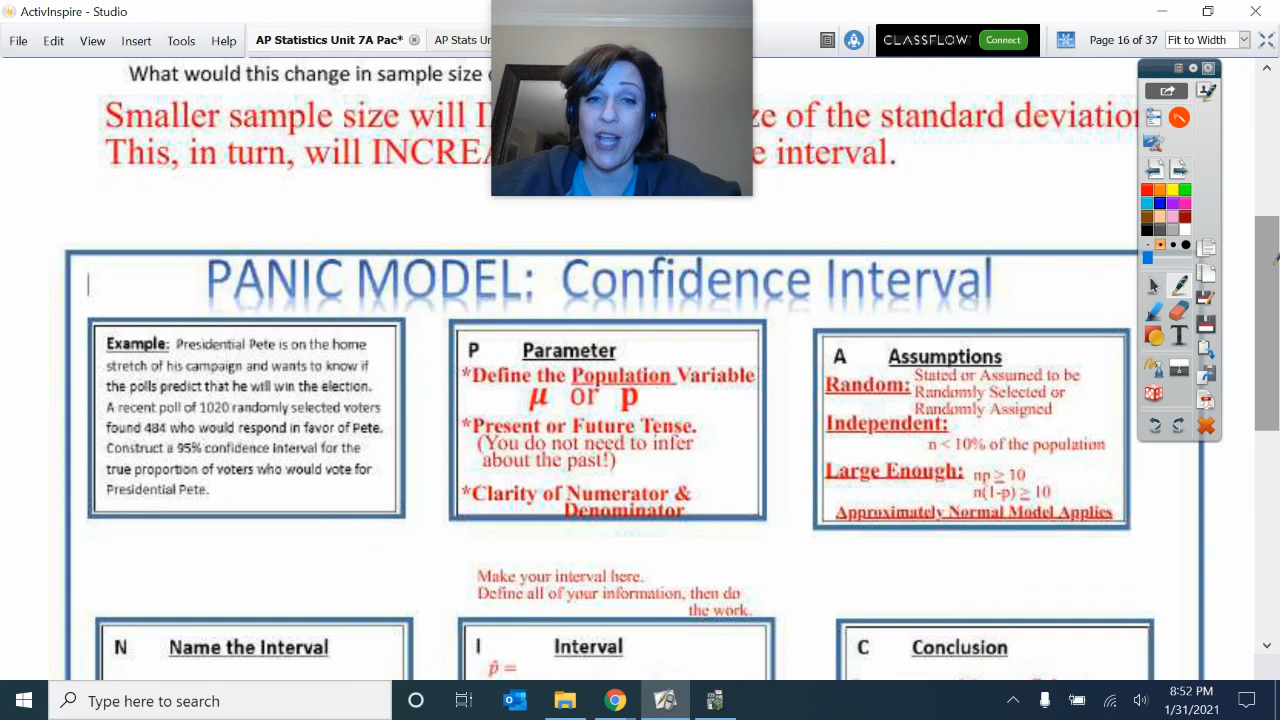 ActivInspire - Studio
File Edit View Insert Tools Help
AP Statistics Unit 7A Pac*
AP Stats Un
CLASSFLOW Connect
Page 16 of 37 Fit to Width
What would this change in sample size
Smaller sample size will
ze of the standard deviation
This, in turn, will INCREA
e interval.
PANIC MODEL: Confidence Interval
Example: Presidential Pete is on the home
stretch of his campaign and wants to know if
the polls predict that he will win the election.
A recent poll of 1020 randomly selected voters
found 484 who would respond in favor of Pete.
Construct a 95% confidence interval for the
true proportion of voters who would vote for
Presidential Pete.
P Parameter
*Define the Population Variable
μ or p
*Present or Future Tense.
(You do not need to infer
about the past!)
*Clarity of Numerator &
Denominator
A Assumptions
Random: Stated or Assumed to be
Randomly Selected or
Randomly Assigned
Independent:
n < 10% of the population
Large Enough: np ≥ 10
n(1-p) ≥ 10
Approximately Normal Model Applies
Make your interval here.
Define all of your information, then do
the work.
N Name the Interval
I Interval
p̂ =
C Conclusion
Type here to search
8:52 PM
1/31/2021